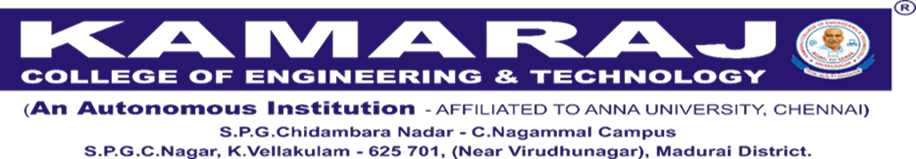 KAMARAJ ®
COLLEGE OF ENGINEERING & TECHNOLOGY
(An Autonomous Institution - AFFILIATED TO ANNA UNIVERSITY, CHENNAI)
S.P.G.Chidambara Nadar - C.Nagammal Campus
S.P.G.C.Nagar, K.Vellakulam - 625 701, (Near Virudhunagar), Madurai District.